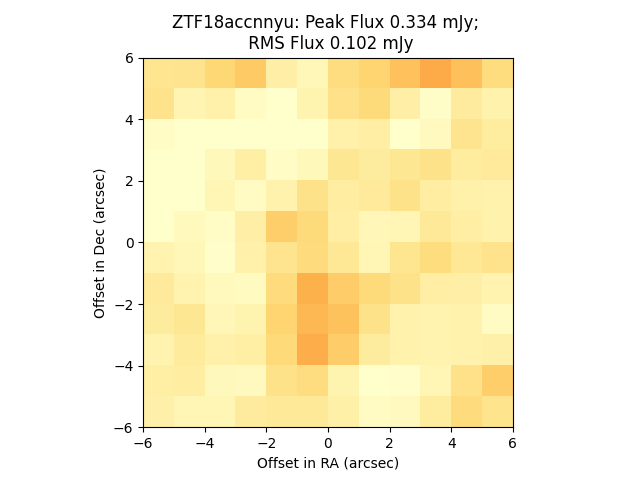 ZTF18accnnyu: Peak Flux 0.334 mJy;
RMS Flux 0.102 mJy
6
4
2
0
−2
−4
−6
Offset in Dec (arcsec)
−6 −4 −2 0 2 4 6
Offset in RA (arcsec)